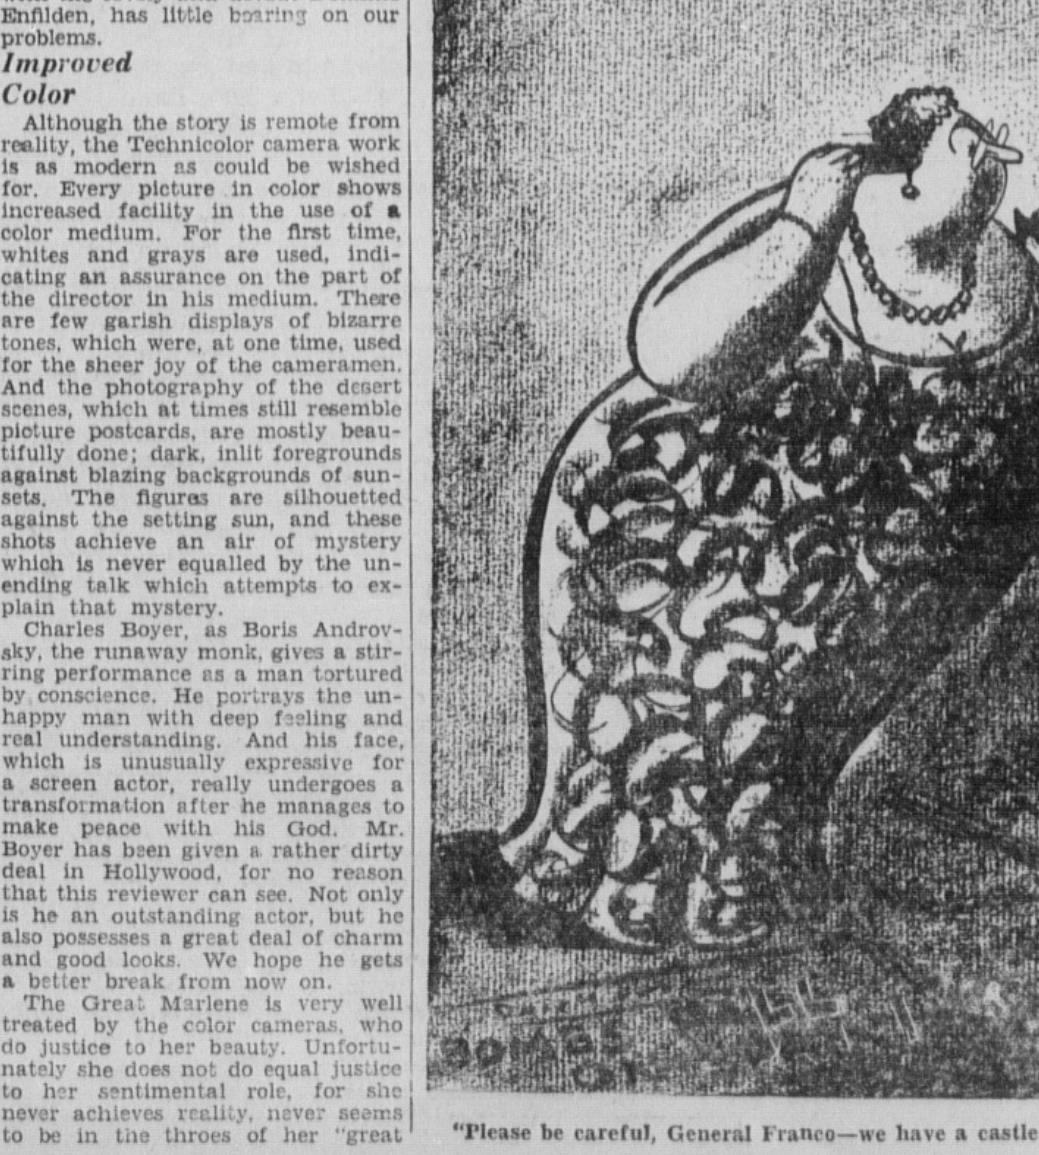 Enfilden, has little bearing on our
problems.
Improved
Color
Although the story is remote from
reality, the Technicolor camera work
is as modern as could be wished
for. Every picture in color shows
increased facility in the use of a
color medium. For the first time,
whites and grays are used, indi-
cating an assurance on the part of
the director in his medium. There
are few garish displays of bizarre
tones, which were, at one time, used
for the sheer joy of the cameramen.
And the photography of the desert
scenes, which at times still resemble
picture postcards, are mostly beau-
tifully done; dark, inlit foregrounds
against blazing backgrounds of sun-
sets. The figures are silhouetted
against the setting sun, and these
shots achieve an air of mystery
which is never equalled by the un-
ending talk which attempts to ex-
plain that mystery.
Charles Boyer, as Boris Androv-
sky, the runaway monk, gives a stir-
ring performance as a man tortured
by conscience. He portrays the un-
happy man with deep feeling and
real understanding. And his face,
which is unusually expressive for
a screen actor, really undergoes a
transformation after he manages to
make peace with his God. Mr.
Boyer has been given a rather dirty
deal in Hollywood, for no reason
that this reviewer can see. Not only
is he an outstanding actor, but he
also possesses a great deal of charm
and good looks. We hope he gets
a better break from now on.
The Great Marlene is very well
treated by the color cameras, who
do justice to her beauty. Unfortu-
nately she does not do equal justice
to her sentimental role, for she
never achieves reality, never seems
to be in the throes of her "great
"Please be careful, General Franco—we have a castle